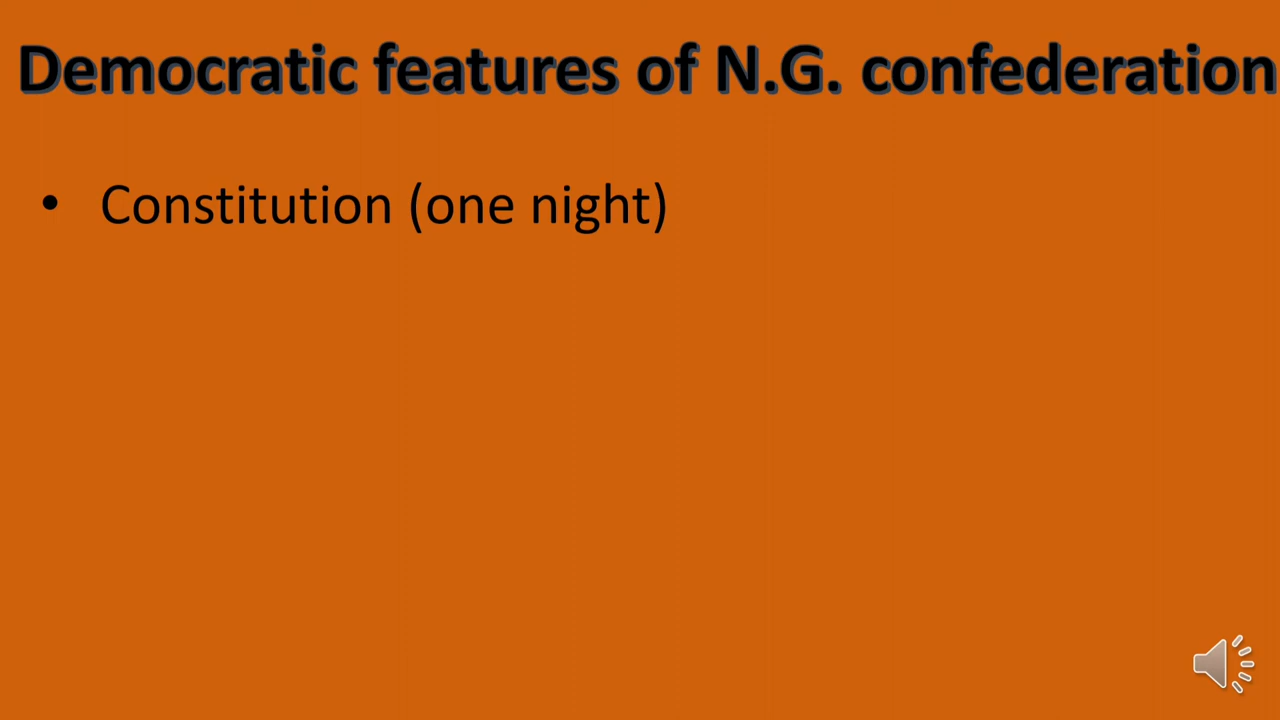 Democratic features of N.G. confederation
• Constitution (one night)